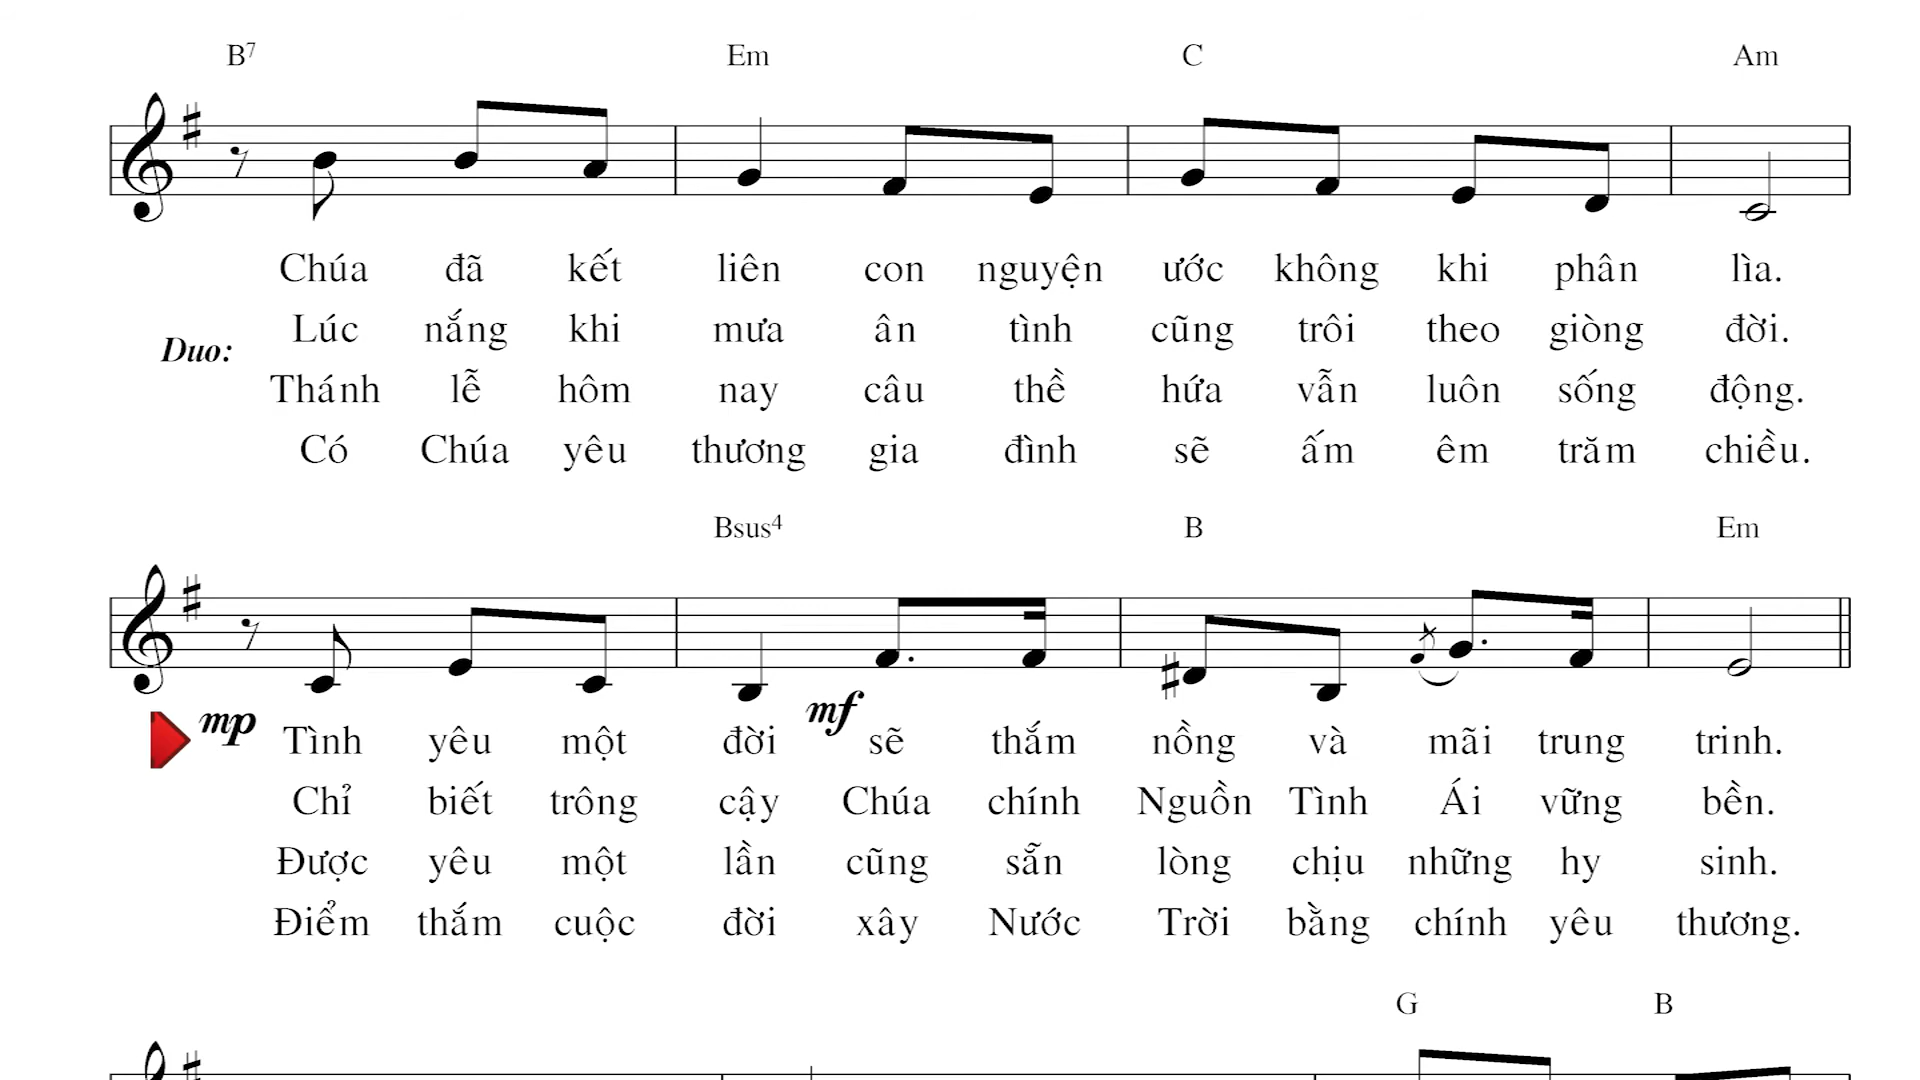 B7 Em C Am
Chúa đã kết liên con nguyện ước không khi phân lìa.
Lúc nắng khi mưa ân tình cũng trôi theo giòng đời.
Duo:
Thánh lễ hôm nay câu thề hứa vẫn luôn sống động.
Có Chúa yêu thương gia đình sẽ ấm êm trăm chiều.
Bsus4 B Em
mp mf
Tình yêu một đời sẽ thắm nồng và mãi trung trinh.
Chỉ biết trông cậy Chúa chính Nguồn Tình Ái vững bền.
Được yêu một lần cũng sẵn lòng chịu những hy sinh.
Điểm thắm cuộc đời xây Nước Trời bằng chính yêu thương.
G B